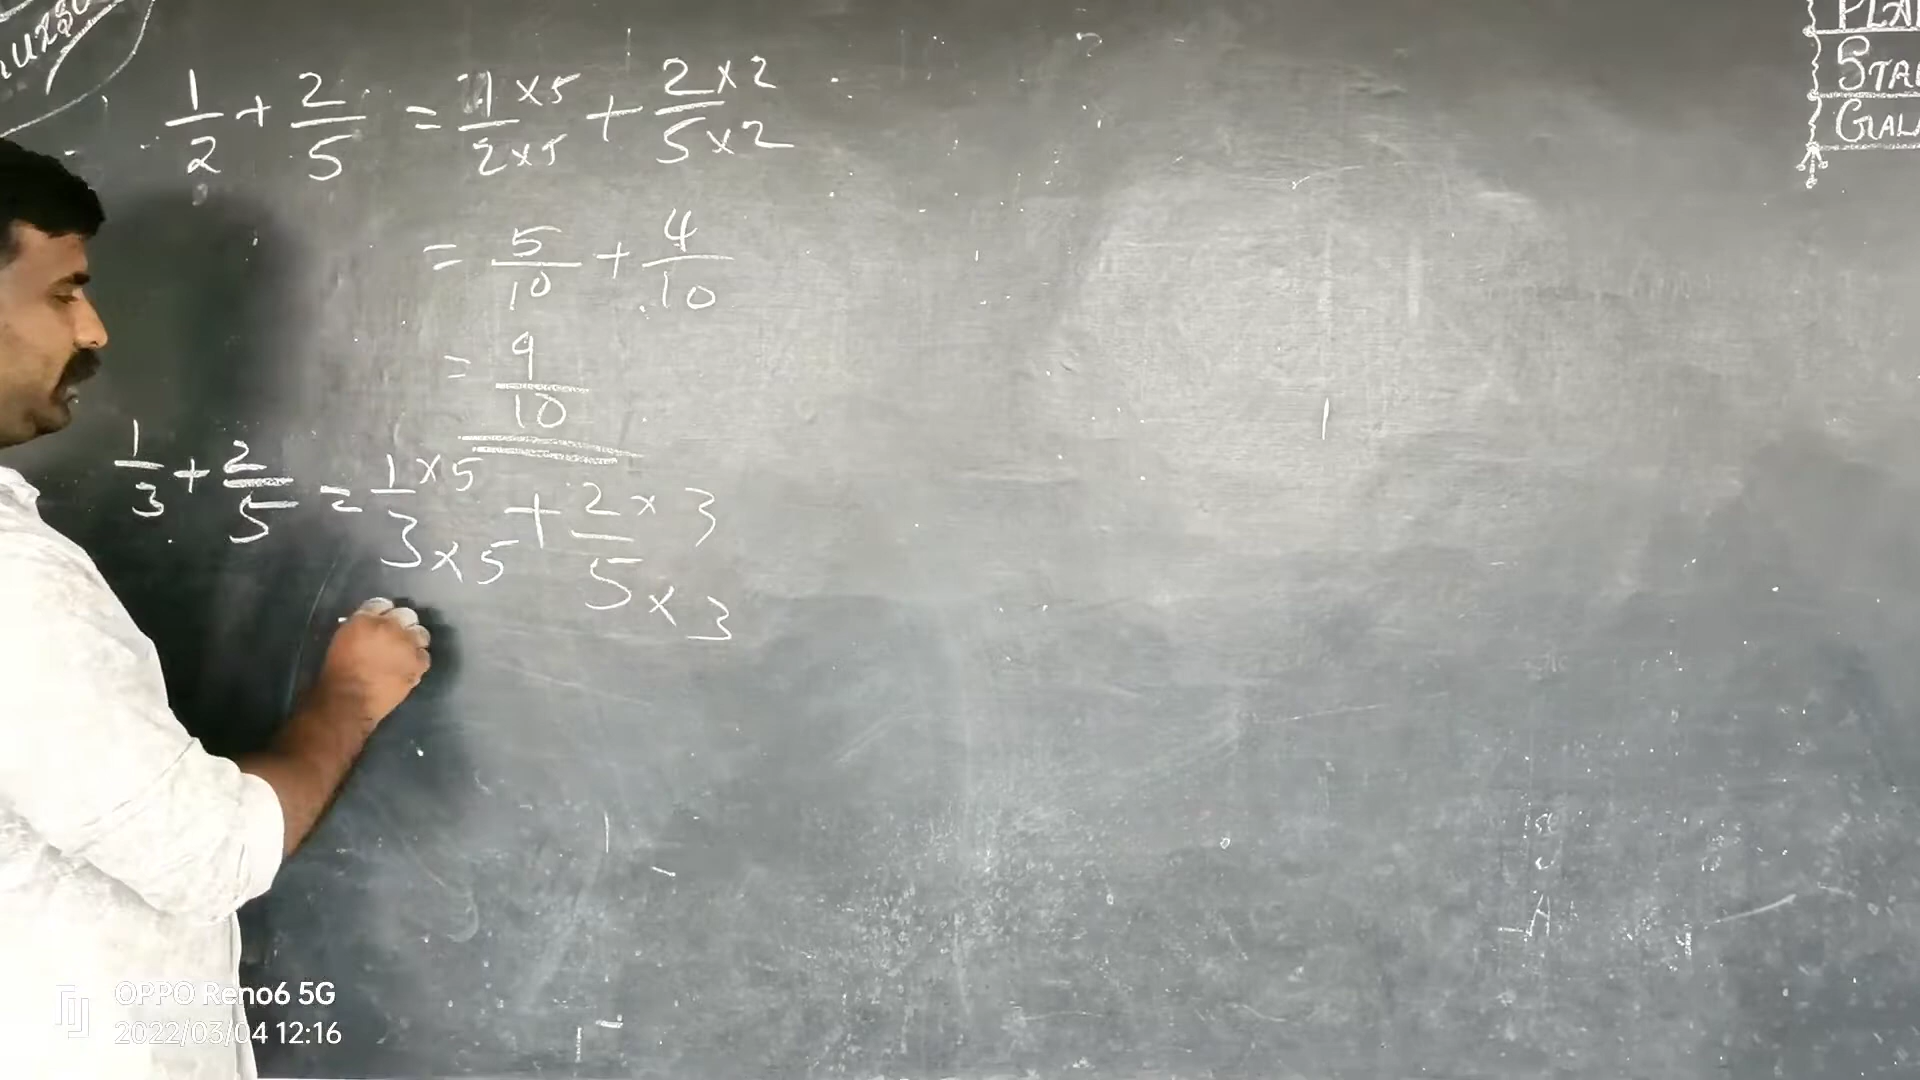 1/2 + 2/5 = 1×5/2×5 + 2×2/5×2
= 5/10 + 4/10
= 9/10
1/3 + 2/5 = 1×5/3×5 + 2×3/5×3
OPPO Reno6 5G
2022/03/04 12:16